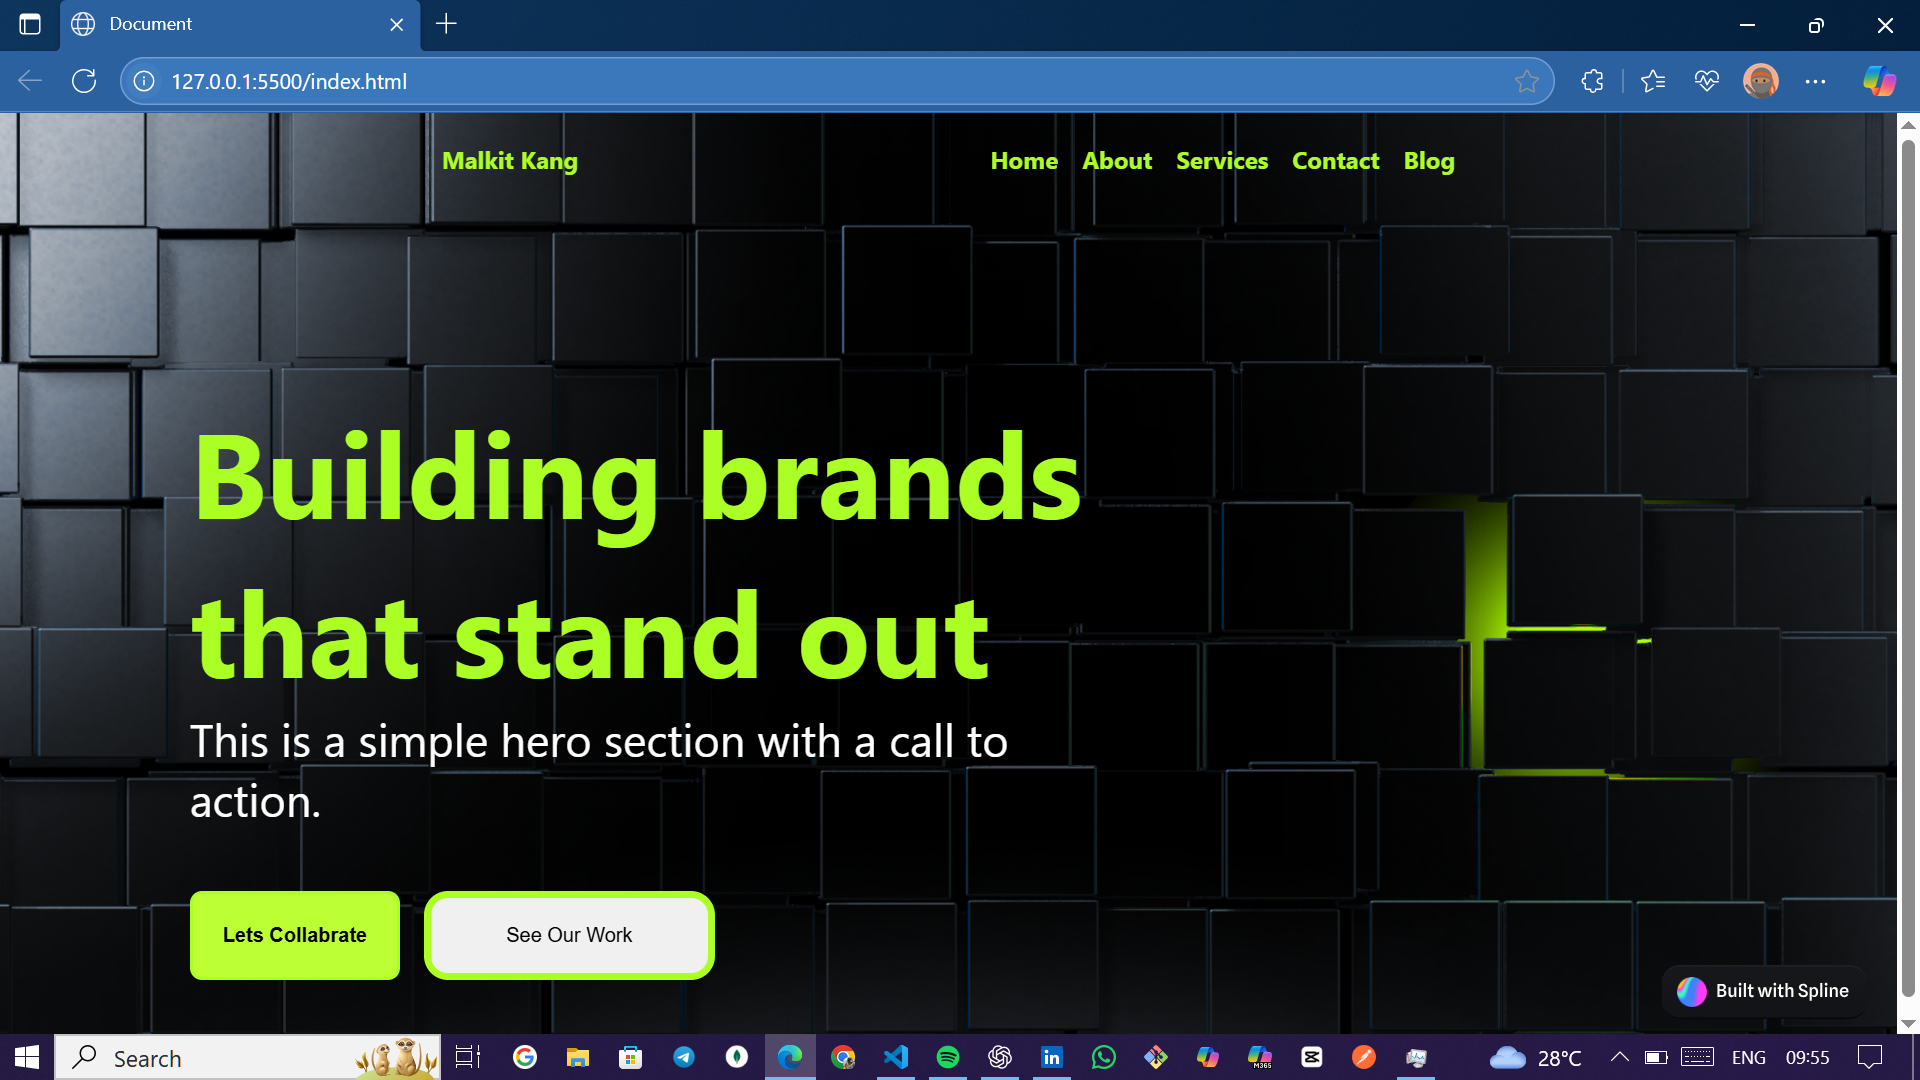 Document
127.0.0.1:5500/index.html
Malkit Kang
Home About Services Contact Blog
Building brands
that stand out
This is a simple hero section with a call to
action.
Lets Collabrate
See Our Work
Built with Spline
Search
M365
28°C
ENG
09:55